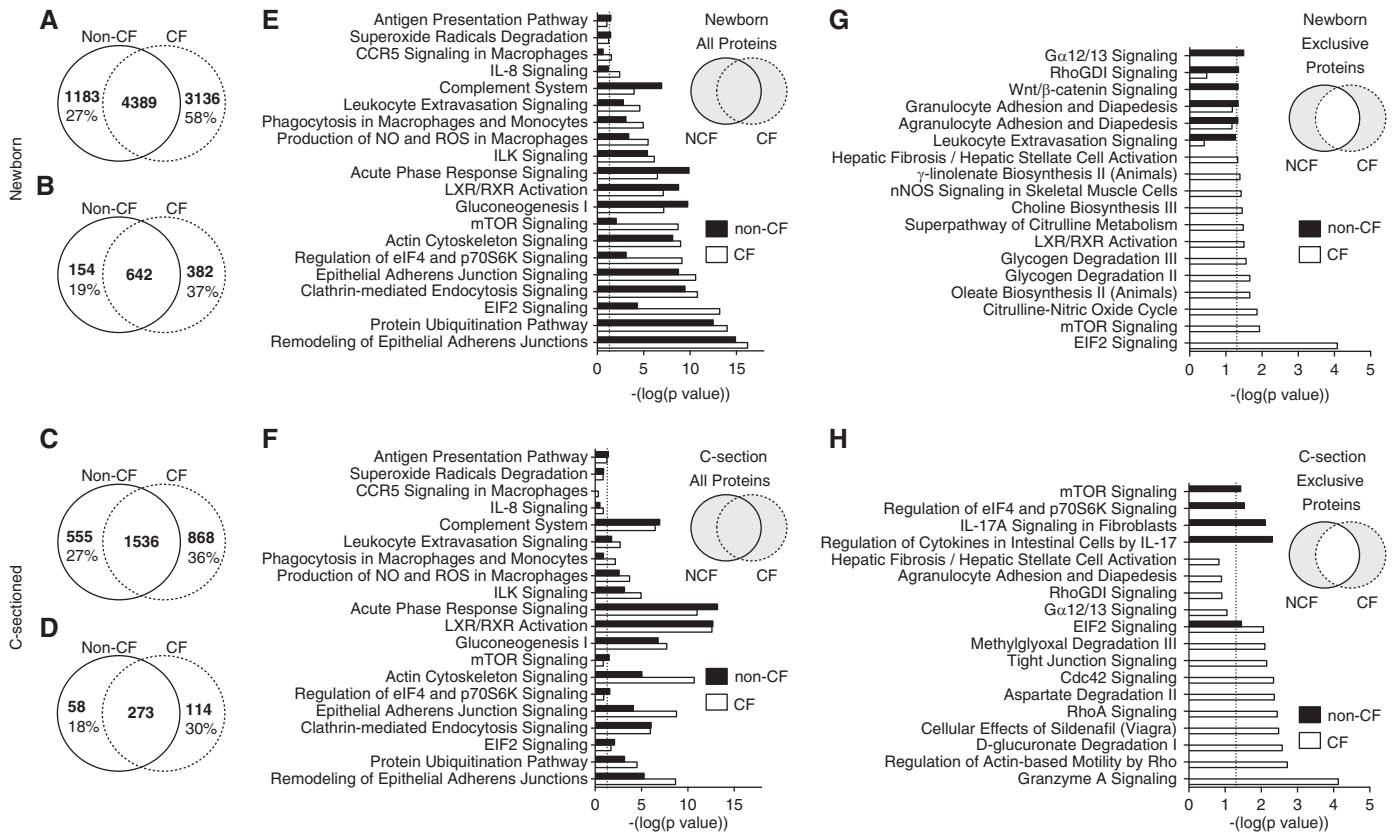 A
Non-CF CF
1183
27%
4389
3136
58%
Newborn
B
Non-CF CF
154
19%
642
382
37%
C
Non-CF CF
555
27%
1536
868
36%
C-sectioned
D
Non-CF CF
58
18%
273
114
30%
E
Antigen Presentation Pathway
Superoxide Radicals Degradation
CCR5 Signaling in Macrophages
IL-8 Signaling
Complement System
Leukocyte Extravasation Signaling
Phagocytosis in Macrophages and Monocytes
Production of NO and ROS in Macrophages
ILK Signaling
Acute Phase Response Signaling
LXR/RXR Activation
Gluconeogenesis I
mTOR Signaling
Actin Cytoskeleton Signaling
Regulation of eIF4 and p70S6K Signaling
Epithelial Adherens Junction Signaling
Clathrin-mediated Endocytosis Signaling
EIF2 Signaling
Protein Ubiquitination Pathway
Remodeling of Epithelial Adherens Junctions
0 5 10 15
-(log(p value))
Newborn
All Proteins
NCF CF
non-CF
CF
F
Antigen Presentation Pathway
Superoxide Radicals Degradation
CCR5 Signaling in Macrophages
IL-8 Signaling
Complement System
Leukocyte Extravasation Signaling
Phagocytosis in Macrophages and Monocytes
Production of NO and ROS in Macrophages
ILK Signaling
Acute Phase Response Signaling
LXR/RXR Activation
Gluconeogenesis I
mTOR Signaling
Actin Cytoskeleton Signaling
Regulation of eIF4 and p70S6K Signaling
Epithelial Adherens Junction Signaling
Clathrin-mediated Endocytosis Signaling
EIF2 Signaling
Protein Ubiquitination Pathway
Remodeling of Epithelial Adherens Junctions
0 5 10 15
-(log(p value))
C-section
All Proteins
NCF CF
non-CF
CF
G
Gα12/13 Signaling
RhoGDI Signaling
Wnt/β-catenin Signaling
Granulocyte Adhesion and Diapedesis
Agranulocyte Adhesion and Diapedesis
Leukocyte Extravasation Signaling
Hepatic Fibrosis / Hepatic Stellate Cell Activation
γ-linolenate Biosynthesis II (Animals)
nNOS Signaling in Skeletal Muscle Cells
Choline Biosynthesis III
Superpathway of Citrulline Metabolism
LXR/RXR Activation
Glycogen Degradation III
Glycogen Degradation II
Oleate Biosynthesis II (Animals)
Citrulline-Nitric Oxide Cycle
mTOR Signaling
EIF2 Signaling
0 1 2 3 4 5
-(log(p value))
Newborn
Exclusive
Proteins
NCF CF
non-CF
CF
H
mTOR Signaling
Regulation of eIF4 and p70S6K Signaling
IL-17A Signaling in Fibroblasts
Regulation of Cytokines in Intestinal Cells by IL-17
Hepatic Fibrosis / Hepatic Stellate Cell Activation
Agranulocyte Adhesion and Diapedesis
RhoGDI Signaling
Gα12/13 Signaling
EIF2 Signaling
Methylglyoxal Degradation III
Tight Junction Signaling
Cdc42 Signaling
Aspartate Degradation II
RhoA Signaling
Cellular Effects of Sildenafil (Viagra)
D-glucuronate Degradation I
Regulation of Actin-based Motility by Rho
Granzyme A Signaling
0 1 2 3 4 5
-(log(p value))
C-section
Exclusive
Proteins
NCF CF
non-CF
CF